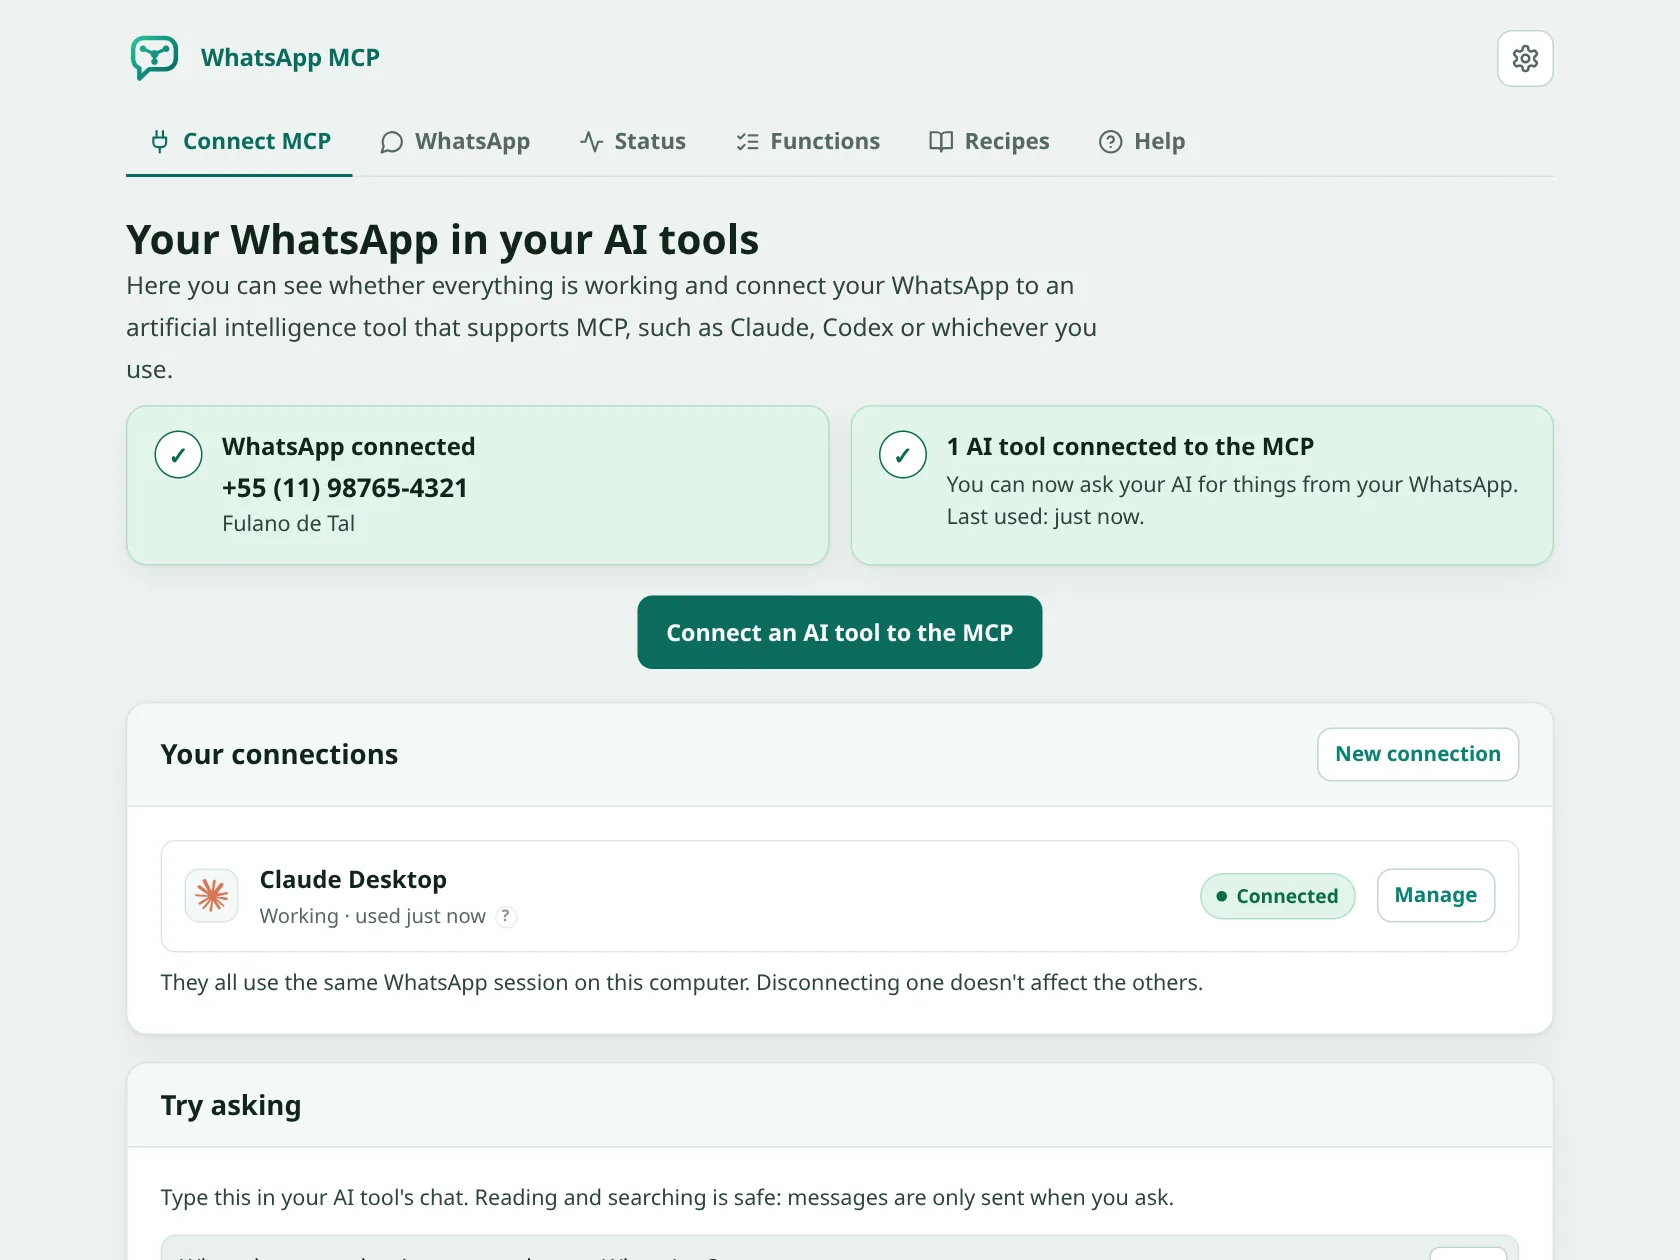 WhatsApp MCP
Connect MCP
WhatsApp
Status
Functions
Recipes
Help
Your WhatsApp in your AI tools
Here you can see whether everything is working and connect your WhatsApp to an
artificial intelligence tool that supports MCP, such as Claude, Codex or whichever you
use.
✓
WhatsApp connected
+55 (11) 98765-4321
Fulano de Tal
✓
1 AI tool connected to the MCP
You can now ask your AI for things from your WhatsApp.
Last used: just now.
Connect an AI tool to the MCP
Your connections
New connection
Claude Desktop
Working · used just now ?
Connected
Manage
They all use the same WhatsApp session on this computer. Disconnecting one doesn't affect the others.
Try asking
Type this in your AI tool's chat. Reading and searching is safe: messages are only sent when you ask.